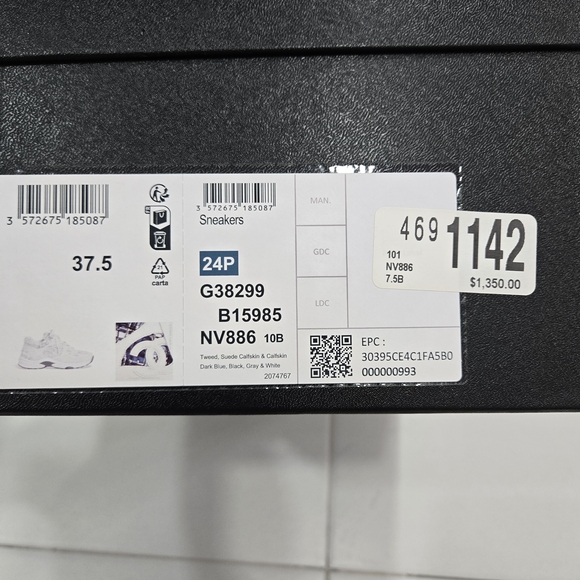 3 572675 185087
37.5
21
PAP
carta
3 572675 185087
Sneakers
24P
G38299
B15985
NV886 10B
Tweed, Suede Calfskin & Calfskin
Dark Blue, Black, Gray & White
2074767
MAN.
GDC
LDC
EPC :
30395CE4C1FA5B0
000000993
469 1142
101
NV886
7.5B
$1,350.00